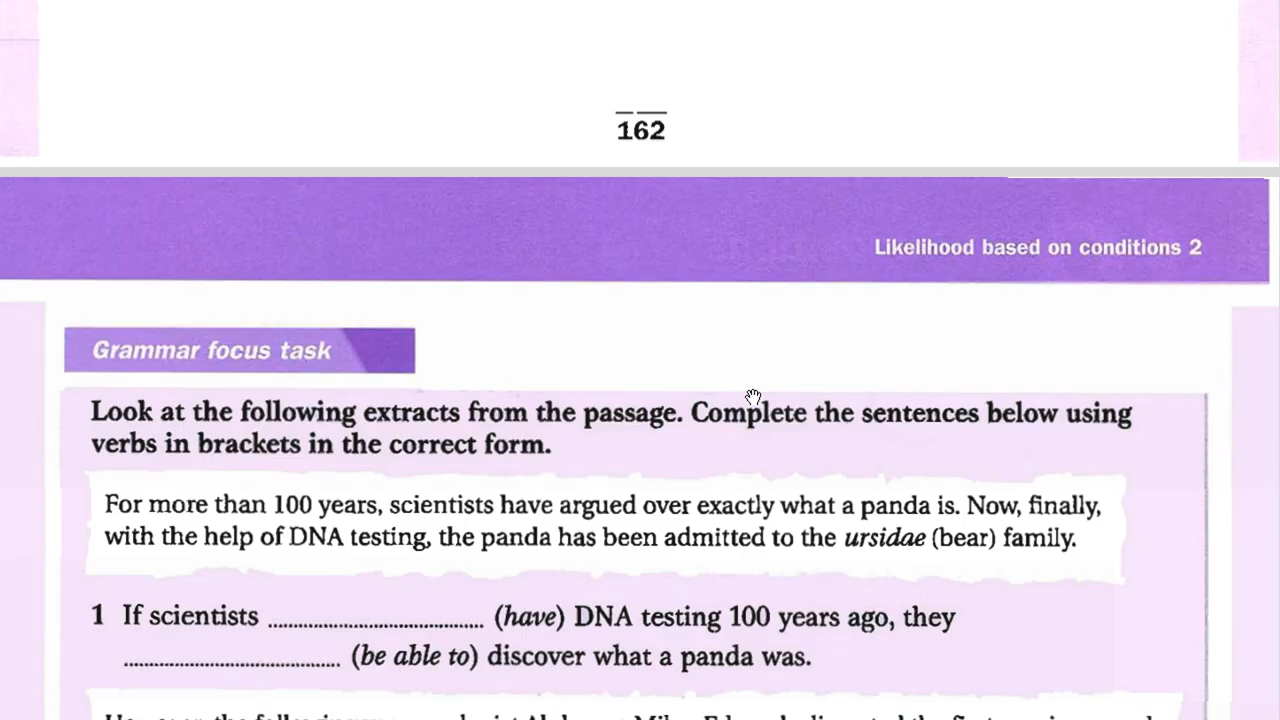 162
Likelihood based on conditions 2
Grammar focus task
Look at the following extracts from the passage. Complete the sentences below using
verbs in brackets in the correct form.
For more than 100 years, scientists have argued over exactly what a panda is. Now, finally,
with the help of DNA testing, the panda has been admitted to the ursidae (bear) family.
1 If scientists ........................................ (have) DNA testing 100 years ago, they
........................................ (be able to) discover what a panda was.